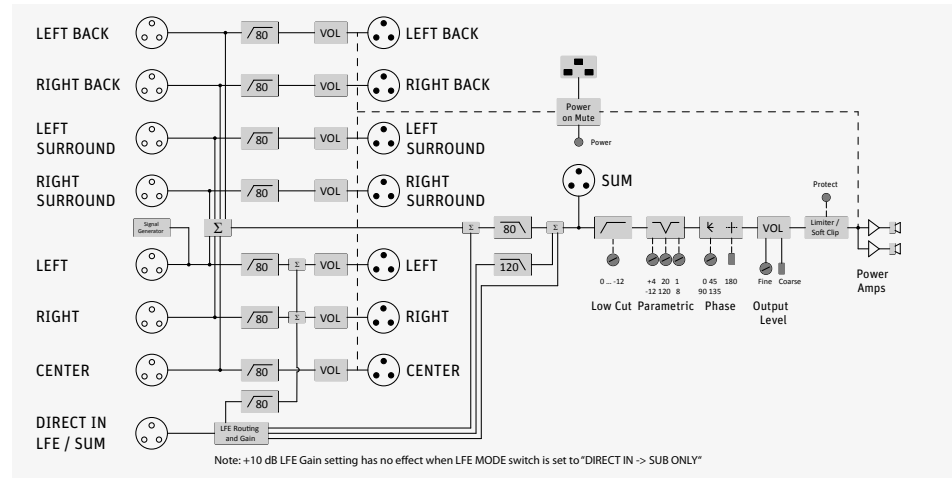 LEFT BACK
/80
VOL
LEFT BACK
RIGHT BACK
/80
VOL
RIGHT BACK
Power
on Mute
Power
LEFT
SURROUND
/80
VOL
LEFT
SURROUND
RIGHT
SURROUND
/80
VOL
RIGHT
SURROUND
SUM
Protect
Signal
Generator
Σ
Σ
80\
Σ
VOL
Limiter /
Soft Clip
LEFT
/80
Σ
VOL
LEFT
120\
0 ... -12
+4 20 1
-12 120 8
0 45 180
90 135
Fine Coarse
Power
Amps
Low Cut
Parametric
Phase
Output
Level
RIGHT
/80
Σ
VOL
RIGHT
CENTER
/80
VOL
CENTER
/80
DIRECT IN
LFE / SUM
LFE Routing
and Gain
Note: +10 dB LFE Gain setting has no effect when LFE MODE switch is set to "DIRECT IN -> SUB ONLY"